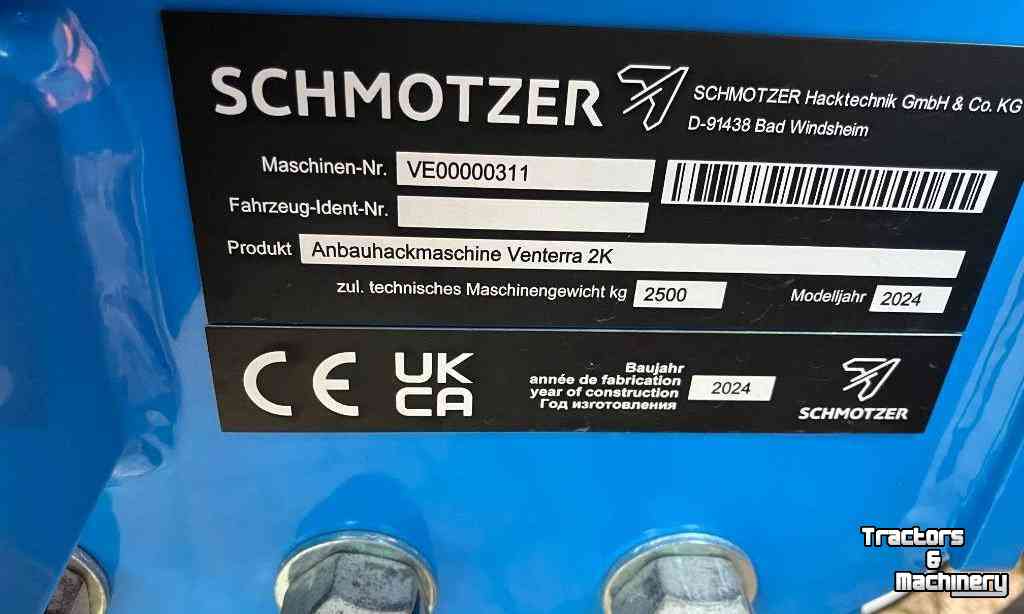 SCHMOTZER
SCHMOTZER Hacktechnik GmbH & Co. KG
D-91438 Bad Windsheim
Maschinen-Nr. VE00000311
Fahrzeug-Ident-Nr.
Produkt Anbauhackmaschine Venterra 2K
zul. technisches Maschinengewicht kg 2500 Modelljahr 2024
CE UK
CA
Baujahr
année de fabrication
year of construction
Год изготовления
2024
SCHMOTZER
Tractors
&
Machinery